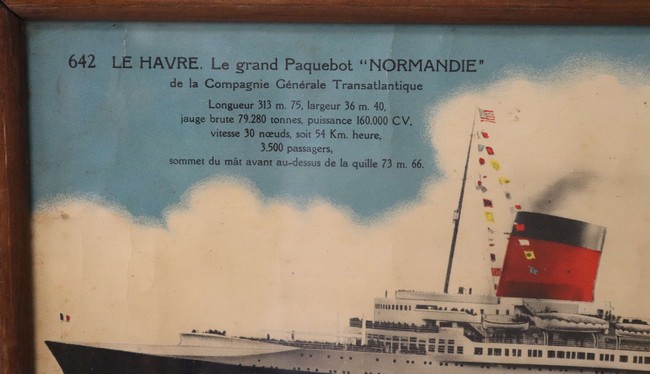 642 LE HAVRE. Le grand Paquebot "NORMANDIE"
de la Compagnie Générale Transatlantique
Longueur 313 m. 75, largeur 36 m. 40,
jauge brute 79.280 tonnes, puissance 160.000 CV,
vitesse 30 nœuds, soit 54 Km. heure,
3.500 passagers,
sommet du mât avant au-dessus de la quille 73 m. 66.